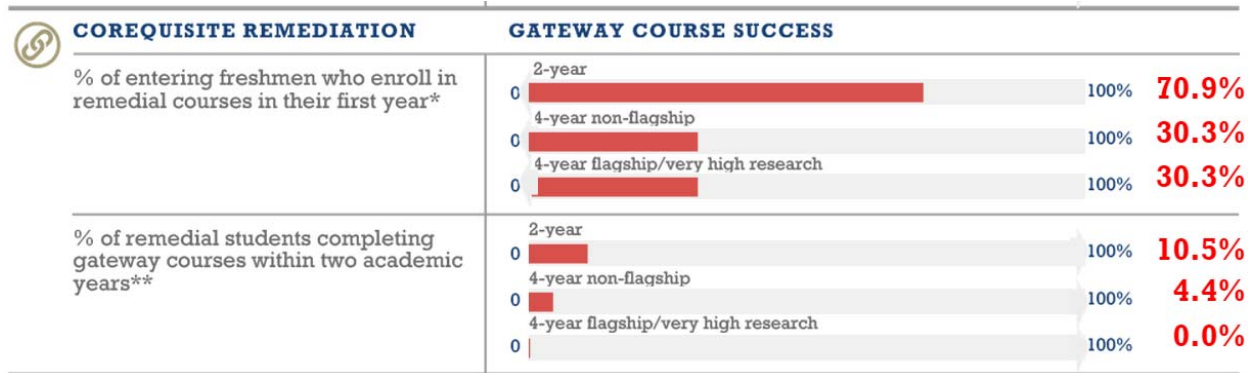 COREQUISITE REMEDIATION
GATEWAY COURSE SUCCESS
% of entering freshmen who enroll in
remedial courses in their first year*
2-year
0 100% 70.9%
4-year non-flagship
0 100% 30.3%
4-year flagship/very high research
0 100% 30.3%
% of remedial students completing
gateway courses within two academic
years**
2-year
0 100% 10.5%
4-year non-flagship
0 100% 4.4%
4-year flagship/very high research
0 100% 0.0%